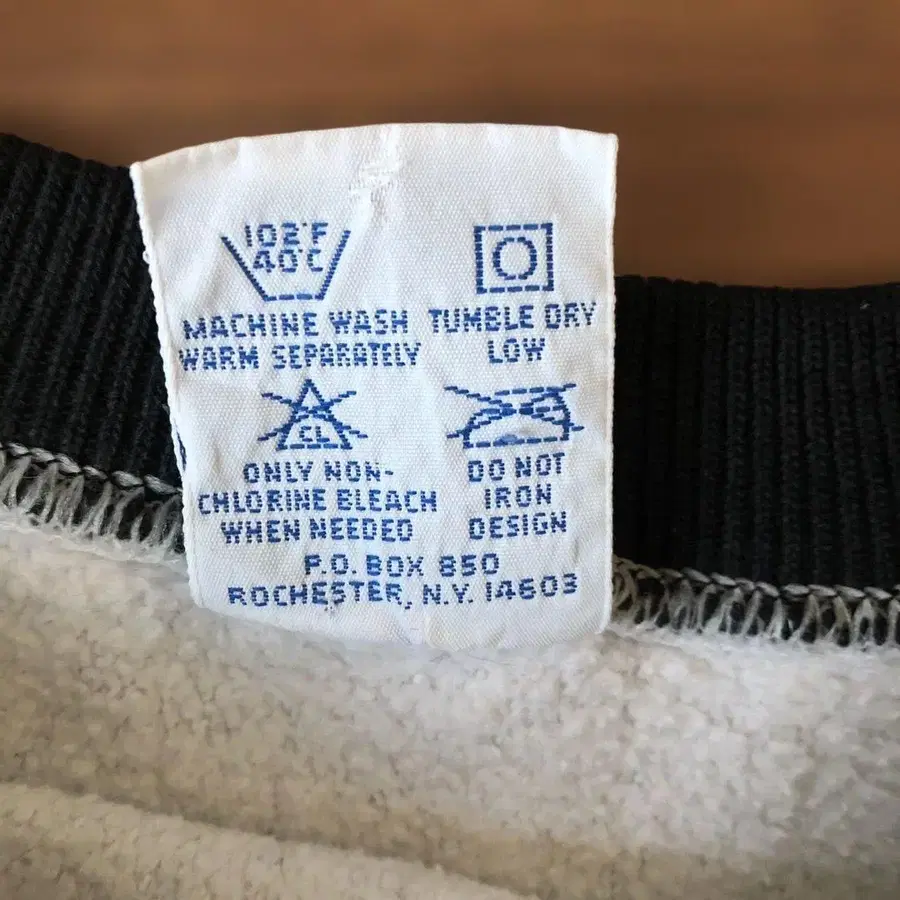 102°F
40°C
MACHINE WASH
WARM SEPARATELY
TUMBLE DRY
LOW
CL
ONLY NON-
CHLORINE BLEACH
WHEN NEEDED
DO NOT
IRON
DESIGN
P.O. BOX 850
ROCHESTER, N.Y. 14603